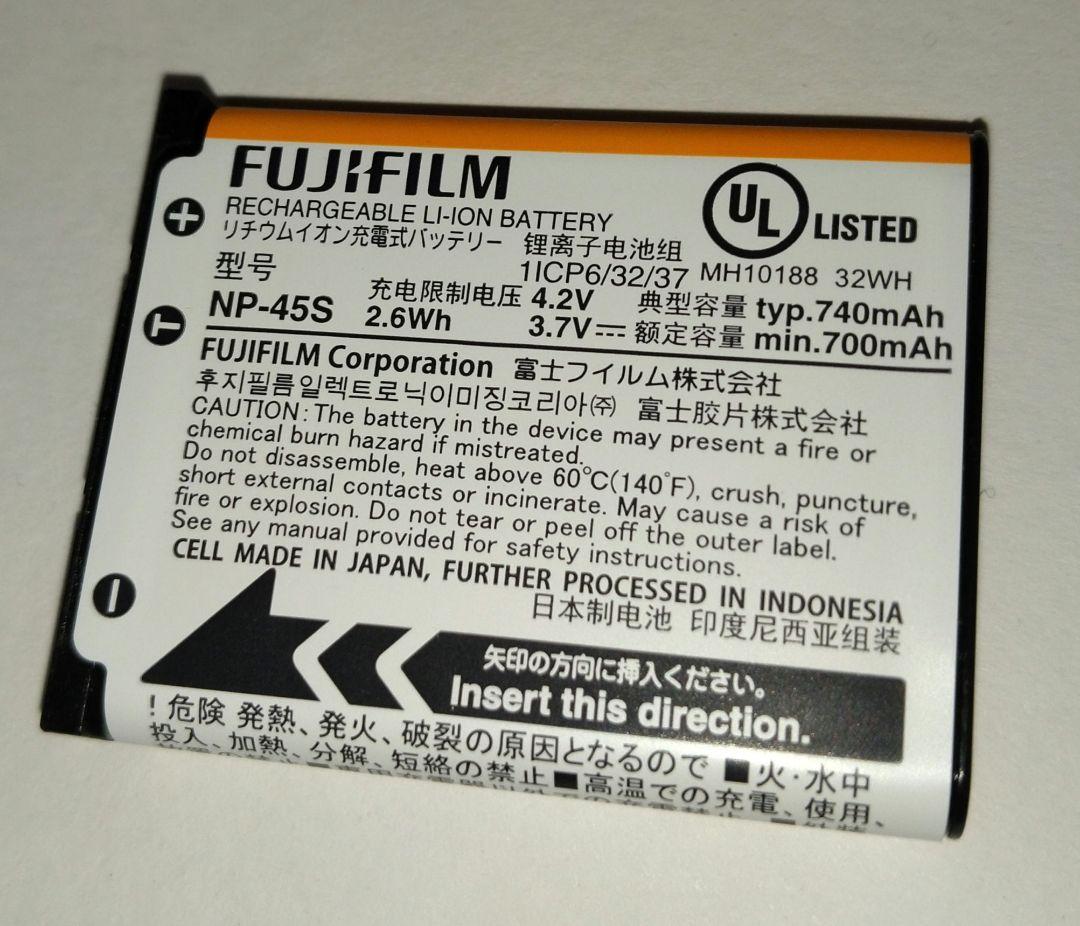 FUJIFILM
RECHARGEABLE LI-ION BATTERY
UL LISTED
リチウムイオン充電式バッテリー 锂离子电池组
型号
1ICP6/32/37 MH10188 32WH
NP-45S
充电限制电压 4.2V 典型容量 typ.740mAh
2.6Wh 3.7V⎓ 额定容量 min.700mAh
FUJIFILM Corporation 富士フイルム株式会社
후지필름일렉트로닉이미징코리아㈜ 富士胶片株式会社
CAUTION:The battery in the device may present a fire or
chemical burn hazard if mistreated.
Do not disassemble, heat above 60°C(140°F), crush, puncture,
short external contacts or incinerate. May cause a risk of
fire or explosion. Do not tear or peel off the outer label.
See any manual provided for safety instructions.
CELL MADE IN JAPAN, FURTHER PROCESSED IN INDONESIA
日本制电池 印度尼西亚组装
+
T
−
矢印の方向に挿入ください。
Insert this direction.
!危険 発熱、発火、破裂の原因となるので ■火・水中
投入、加熱、分解、短絡の禁止 ■高温での充電、使用、